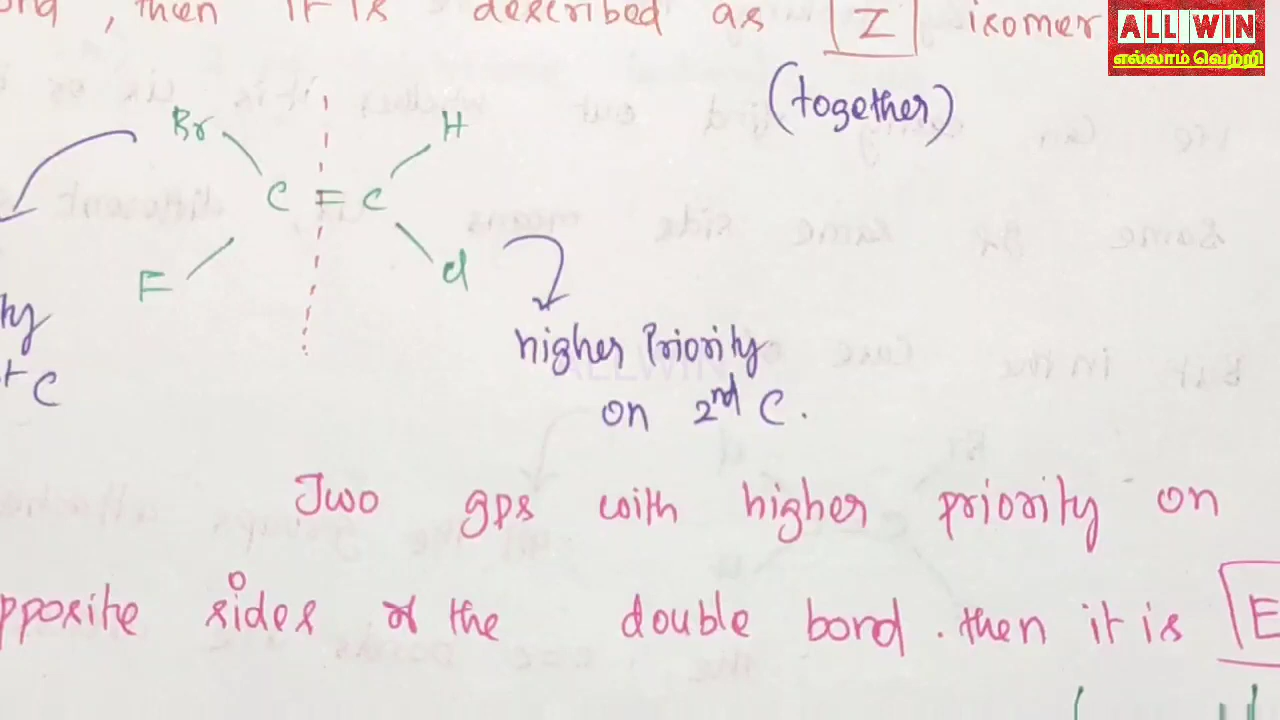 , then it is described as Z isomer
ALL WIN
எல்லாம் வெற்றி
(together)
Br H
C = C
F Cl
higher Priority
C on 2nd C.
Two gps with higher priority on
pposite sides of the double bond. then it is E